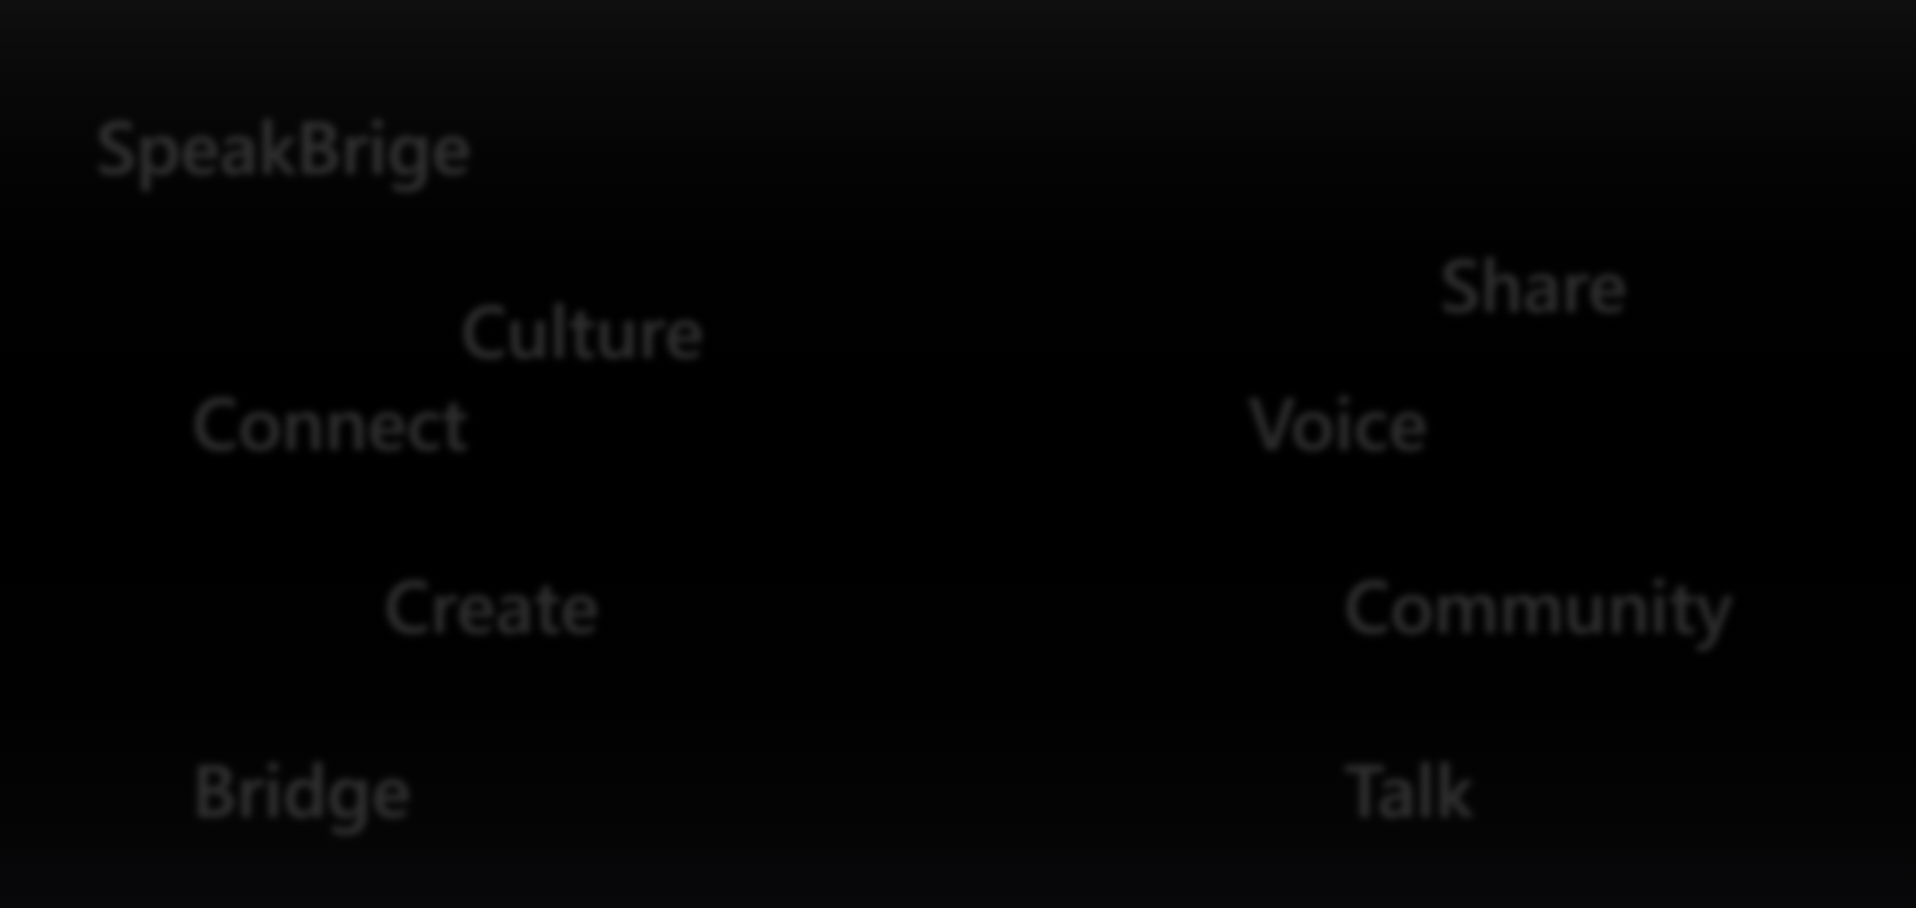 SpeakBrige
Share
Culture
Connect
Voice
Create
Community
Bridge
Talk